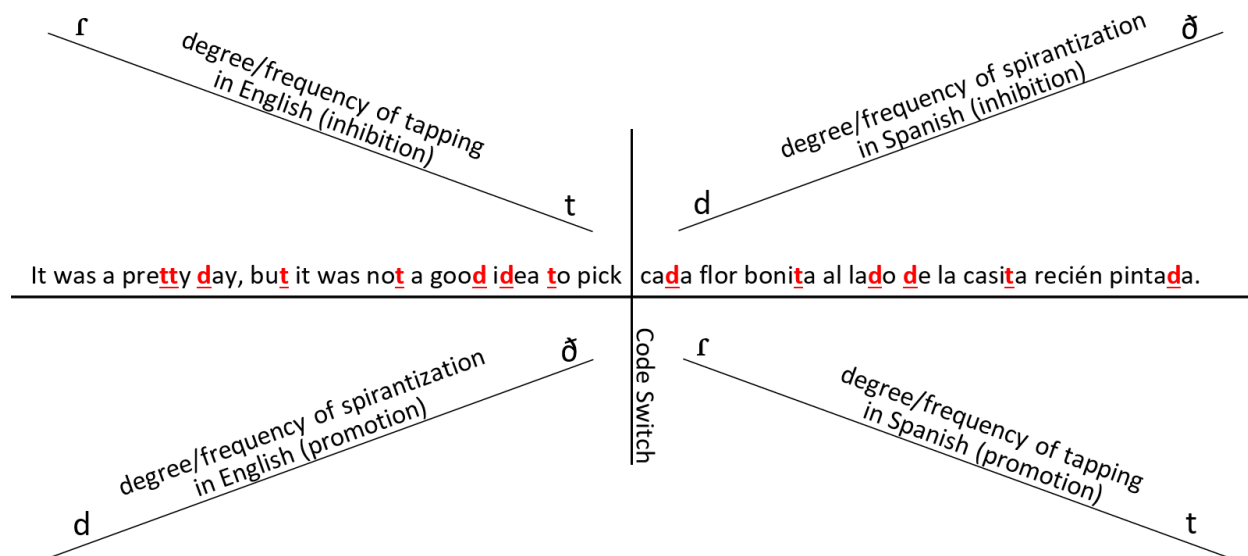 ɾ
degree/frequency of tapping
in English (inhibition)
t
ð
degree/frequency of spirantization
in Spanish (inhibition)
d
It was a pretty day, but it was not a good idea to pick cada flor bonita al lado de la casita recién pintada.
Code Switch
ð
degree/frequency of spirantization
in English (promotion)
d
ɾ
degree/frequency of tapping
in Spanish (promotion)
t